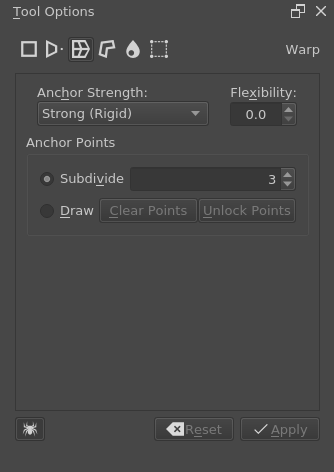 Tool Options
Warp
Anchor Strength: Flexibility:
Strong (Rigid) 0.0
Anchor Points
Subdivide 3
Draw Clear Points Unlock Points
Reset Apply